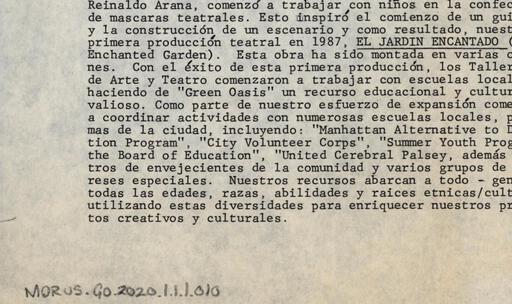 Reinaldo Arana, comenzó a trabajar con niños en la confec
de mascaras teatrales. Esto inspiró el comienzo de un gui
y la construcción de un escenario y como resultado, nuest
primera producción teatral en 1987, EL JARDIN ENCANTADO (
Enchanted Garden). Esta obra ha sido montada en varias o
nes. Con el éxito de esta primera producción, los Taller
de Arte y Teatro comenzaron a trabajar con escuelas local
haciendo de "Green Oasis" un recurso educacional y cultur
valioso. Como parte de nuestro esfuerzo de expansión come
a coordinar actividades con numerosas escuelas locales, p
mas de la ciudad, incluyendo: "Manhattan Alternative to D
tion Program", "City Volunteer Corps", "Summer Youth Prog
the Board of Education", "United Cerebral Palsey, además
tros de envejecientes de la comunidad y varios grupos de
reses especiales. Nuestros recursos abarcan a todo - gen
todas las edades, razas, abilidades y raices etnicas/cult
utilizando estas diversidades para enriquecer nuestros pr
tos creativos y culturales.
MORUS.GO.2020.1.1.1.010